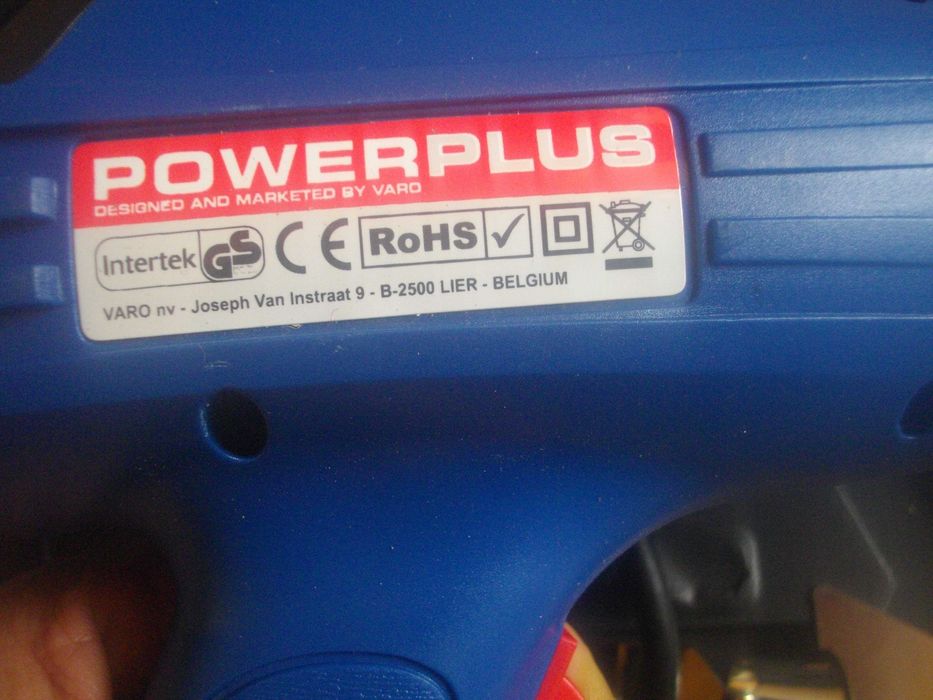 POWERPLUS
DESIGNED AND MARKETED BY VARO
Intertek GS CE RoHS ✓
VARO nv - Joseph Van Instraat 9 - B-2500 LIER - BELGIUM